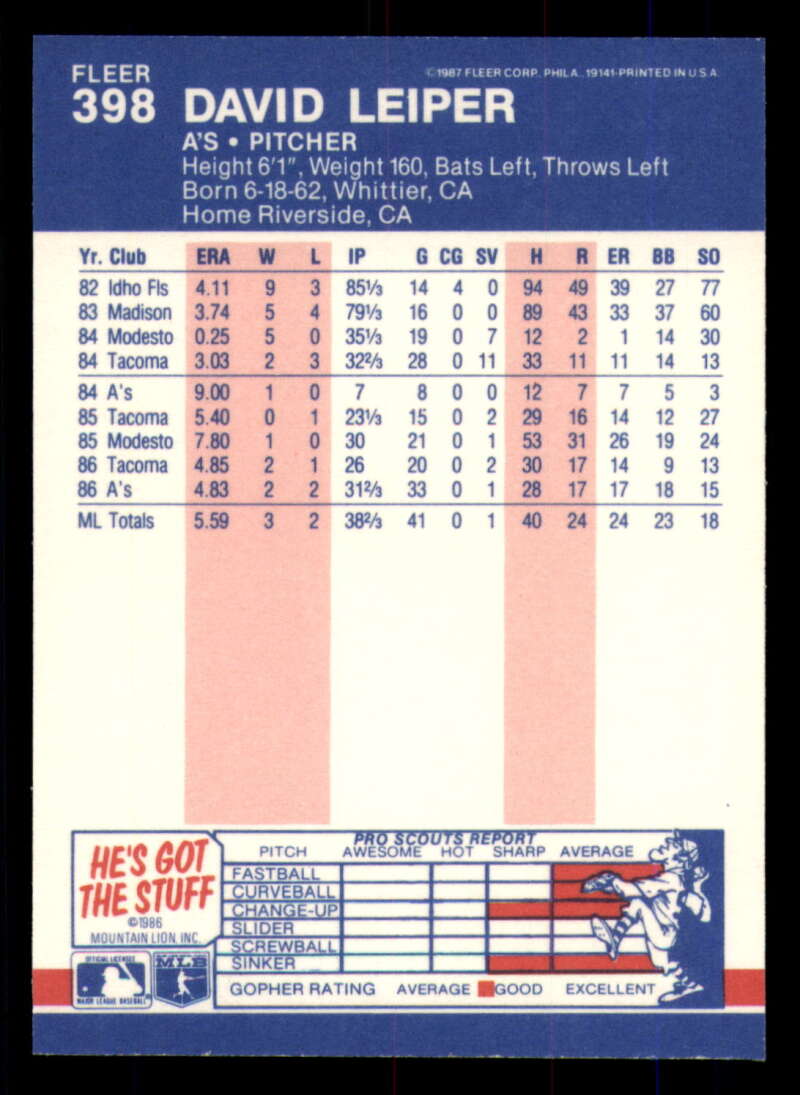 FLEER
©1987 FLEER CORP. PHILA. 19141-PRINTED IN U.S.A.
398 DAVID LEIPER
A'S • PITCHER
Height 6'1", Weight 160, Bats Left, Throws Left
Born 6-18-62, Whittier, CA
Home Riverside, CA
Yr. Club ERA W L IP G CG SV H R ER BB SO
82 Idho Fls 4.11 9 3 85⅓ 14 4 0 94 49 39 27 77
83 Madison 3.74 5 4 79⅓ 16 0 0 89 43 33 37 60
84 Modesto 0.25 5 0 35⅓ 19 0 7 12 2 1 14 30
84 Tacoma 3.03 2 3 32⅔ 28 0 11 33 11 11 14 13
84 A's 9.00 1 0 7 8 0 0 12 7 7 5 3
85 Tacoma 5.40 0 1 23⅓ 15 0 2 29 16 14 12 27
85 Modesto 7.80 1 0 30 21 0 1 53 31 26 19 24
86 Tacoma 4.85 2 1 26 20 0 2 30 17 14 9 13
86 A's 4.83 2 2 31⅔ 33 0 1 28 17 17 18 15
ML Totals 5.59 3 2 38⅔ 41 0 1 40 24 24 23 18
HE'S GOT
THE STUFF
©1986
MOUNTAIN LION, INC.
PRO SCOUTS REPORT
PITCH AWESOME HOT SHARP AVERAGE
FASTBALL
CURVEBALL
CHANGE-UP
SLIDER
SCREWBALL
SINKER
GOPHER RATING AVERAGE GOOD EXCELLENT
OFFICIAL LICENSEE
MAJOR LEAGUE BASEBALL
MLB